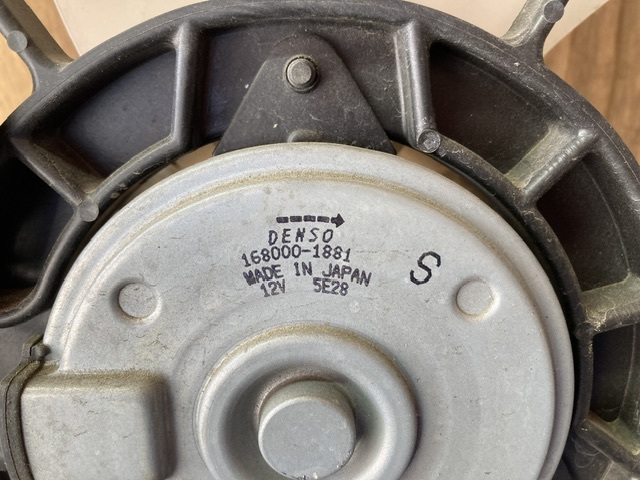 DENSO
168000-1881
MADE IN JAPAN
12V 5E28
S